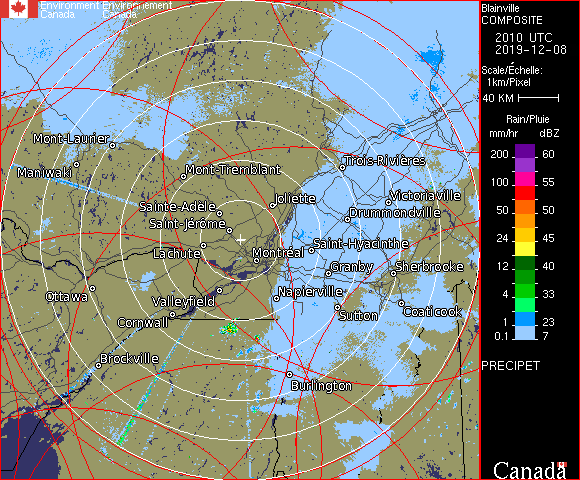 Environment Environnement
Canada Canada
Blainville
COMPOSITE
2010 UTC
2019-12-08
Scale/Échelle:
1km/Pixel
40 KM
Rain/Pluie
mm/hr dBZ
200 60
100 55
50 50
24 45
12 40
4 33
1 23
0.1 7
PRECIPET
Canada
Mont-Laurier
Maniwaki
Mont-Tremblant
Trois-Rivières
Sainte-Adele
Joliette
Victoriaville
Saint-Jérôme
Drummondville
Lachute
Montréal
Saint-Hyacinthe
Granby
Sherbrooke
Ottawa
Valleyfield
Napierville
Cornwall
Sutton
Coaticook
Brockville
Burlington